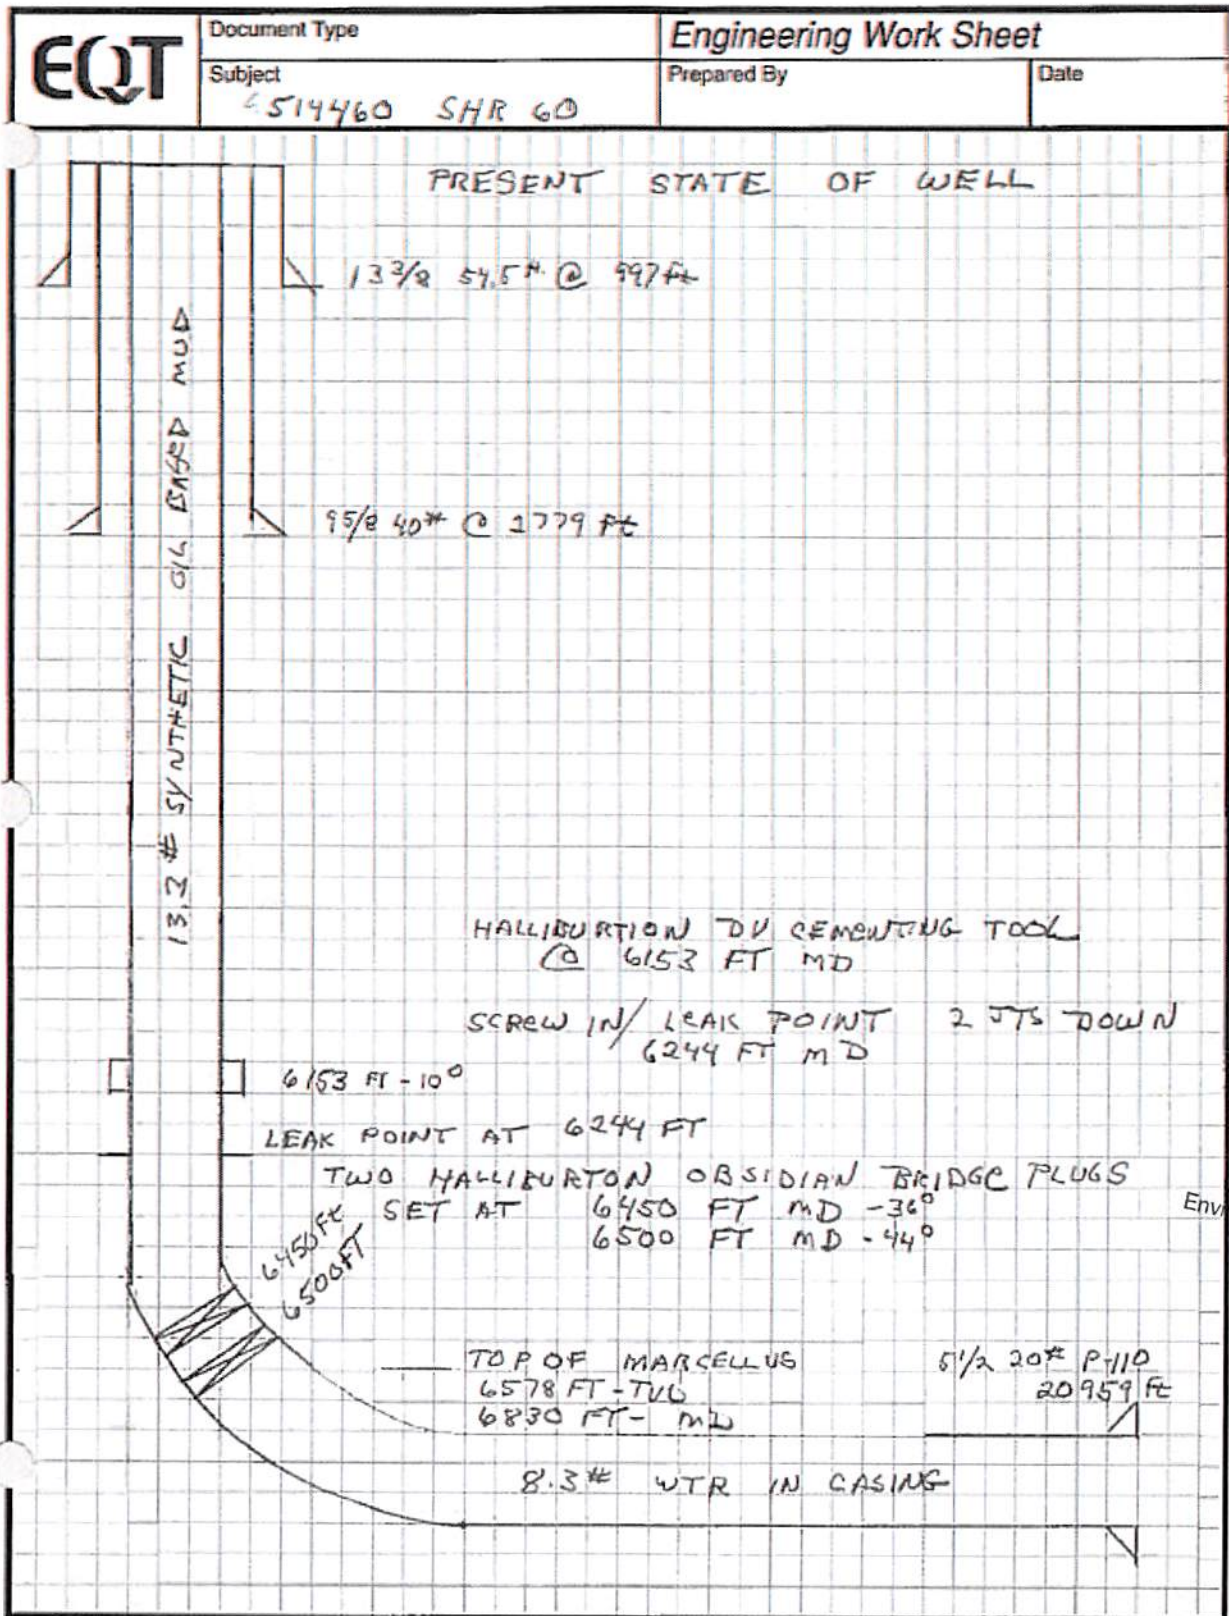 EQT
Document Type
Engineering Work Sheet
Subject
514460 SHR 60
Prepared By
Date
PRESENT STATE OF WELL
13 3/8 54.5 #. @ 997 ft
13.2 # SYNTHETIC OIL BASED MUD
9 5/8 40# @ 2779 ft
HALLIBURTION DV CEMENTING TOOL
@ 6153 FT MD
SCREW IN/ LEAK POINT 2 JTS DOWN
6244 FT MD
6153 FT - 10°
LEAK POINT AT 6244 FT
TWO HALLIBURTON OBSIDIAN BRIDGE PLUGS
SET AT 6450 FT MD -36°
6500 FT MD -44°
Envi
6450 Ft
6500 FT
TOP OF MARCELLUS
6578 FT-TVD
6830 FT- MD
5 1/2 20# P-110
20959 ft
8.3# WTR IN CASING